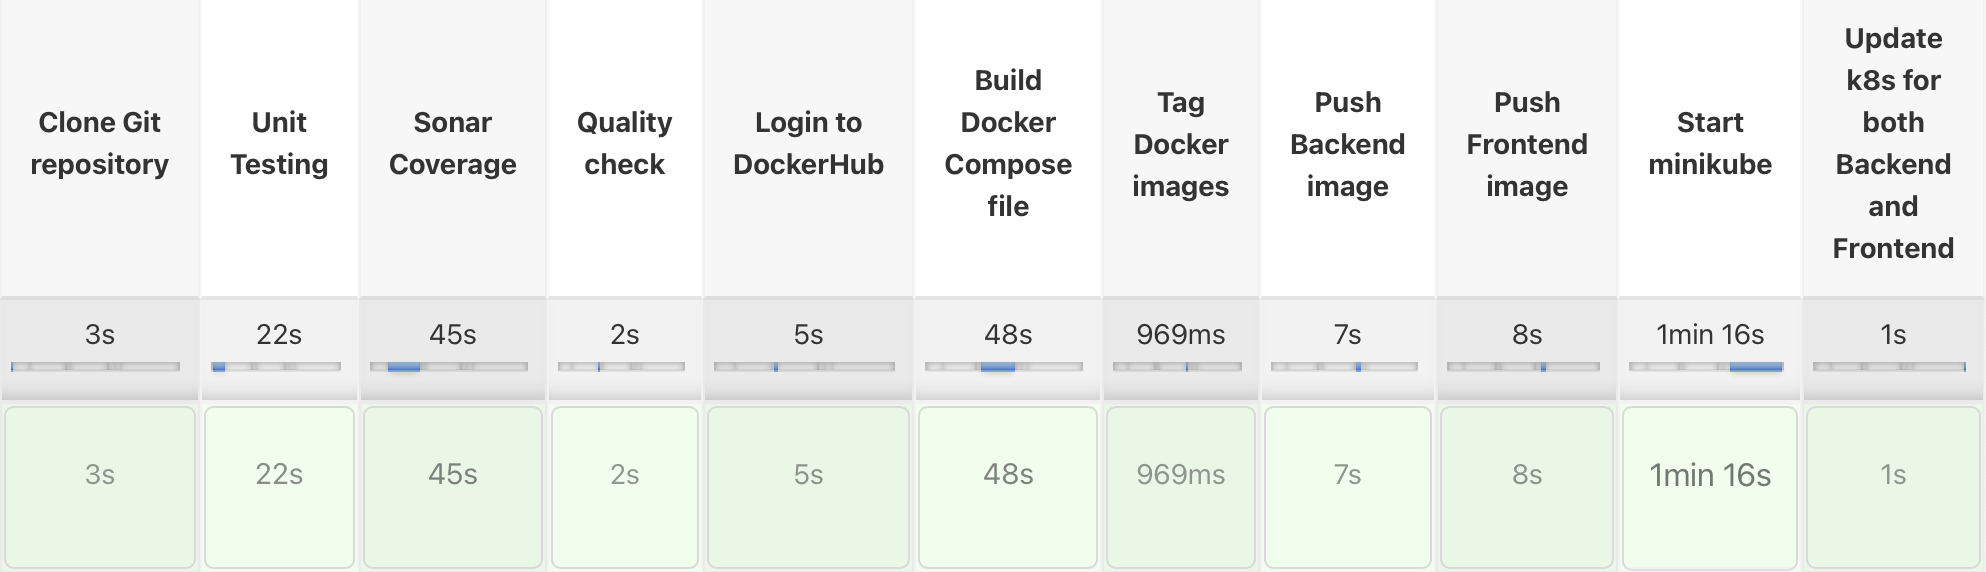 Clone Git
repository
Unit
Testing
Sonar
Coverage
Quality
check
Login to
DockerHub
Build
Docker
Compose
file
Tag
Docker
images
Push
Backend
image
Push
Frontend
image
Start
minikube
Update
k8s for
both
Backend
and
Frontend
3s
22s
45s
2s
5s
48s
969ms
7s
8s
1min 16s
1s
3s
22s
45s
2s
5s
48s
969ms
7s
8s
1min 16s
1s